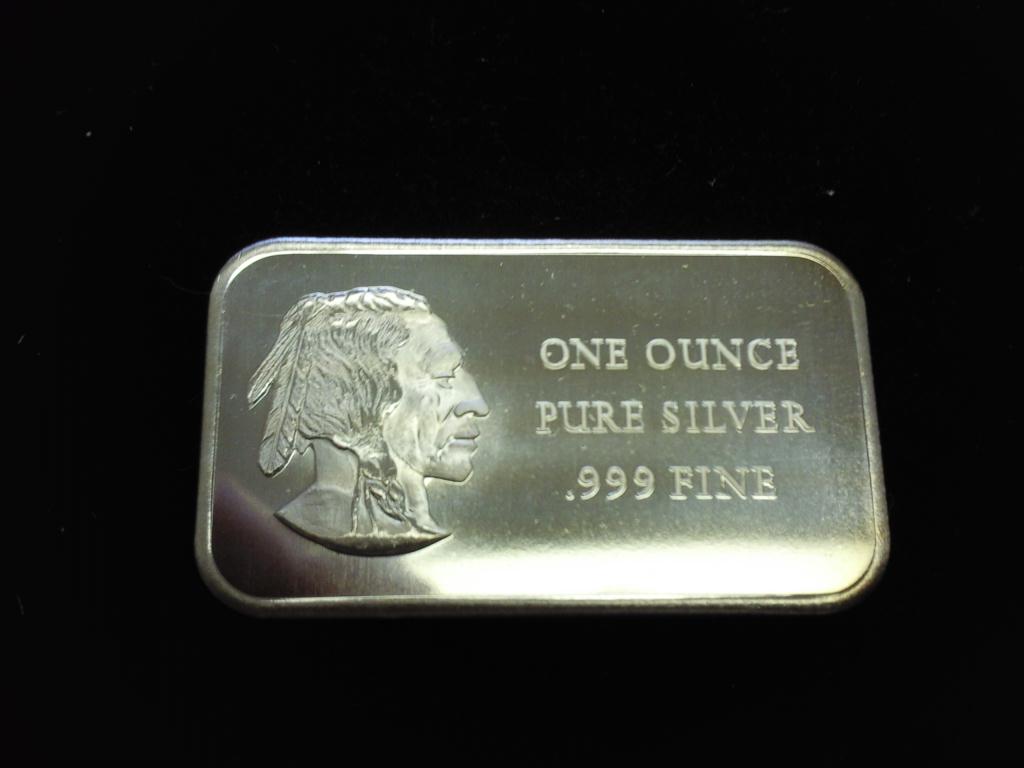 ONE OUNCE
PURE SILVER
.999 FINE